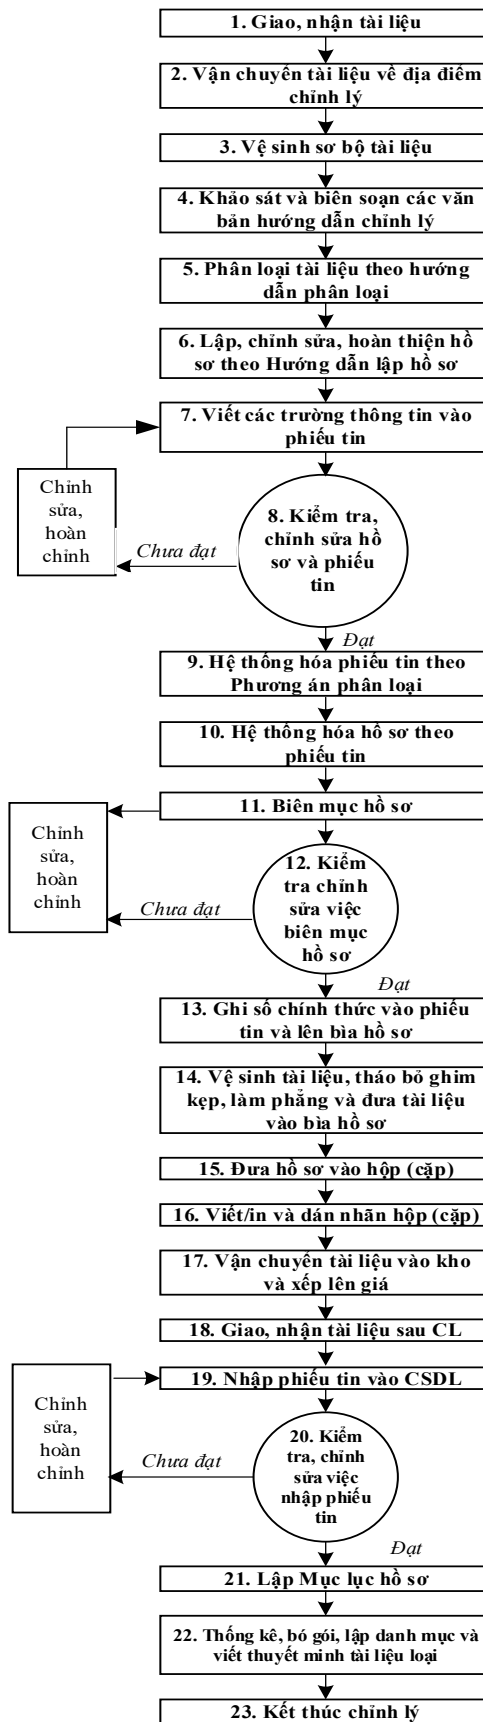 1. Giao, nhận tài liệu
2. Vận chuyển tài liệu về địa điểm
chỉnh lý
3. Vệ sinh sơ bộ tài liệu
4. Khảo sát và biên soạn các văn
bản hướng dẫn chỉnh lý
5. Phân loại tài liệu theo hướng
dẫn phân loại
6. Lập, chỉnh sửa, hoàn thiện hồ
sơ theo Hướng dẫn lập hồ sơ
7. Viết các trường thông tin vào
phiếu tin
Chỉnh
sửa,
hoàn
chỉnh
Chưa đạt
8. Kiểm tra,
chỉnh sửa hồ
sơ và phiếu
tin
Đạt
9. Hệ thống hóa phiếu tin theo
Phương án phân loại
10. Hệ thống hóa hồ sơ theo
phiếu tin
11. Biên mục hồ sơ
Chỉnh
sửa,
hoàn
chỉnh
Chưa đạt
12. Kiểm
tra chỉnh
sửa việc
biên mục
hồ sơ
Đạt
13. Ghi số chính thức vào phiếu
tin và lên bìa hồ sơ
14. Vệ sinh tài liệu, tháo bỏ ghim
kẹp, làm phẳng và đưa tài liệu
vào bìa hồ sơ
15. Đưa hồ sơ vào hộp (cặp)
16. Viết/in và dán nhãn hộp (cặp)
17. Vận chuyển tài liệu vào kho
và xếp lên giá
18. Giao, nhận tài liệu sau CL
19. Nhập phiếu tin vào CSDL
Chỉnh
sửa,
hoàn
chỉnh
Chưa đạt
20. Kiểm
tra, chỉnh
sửa việc
nhập phiếu
tin
Đạt
21. Lập Mục lục hồ sơ
22. Thống kê, bó gói, lập danh mục và
viết thuyết minh tài liệu loại
23. Kết thúc chỉnh lý